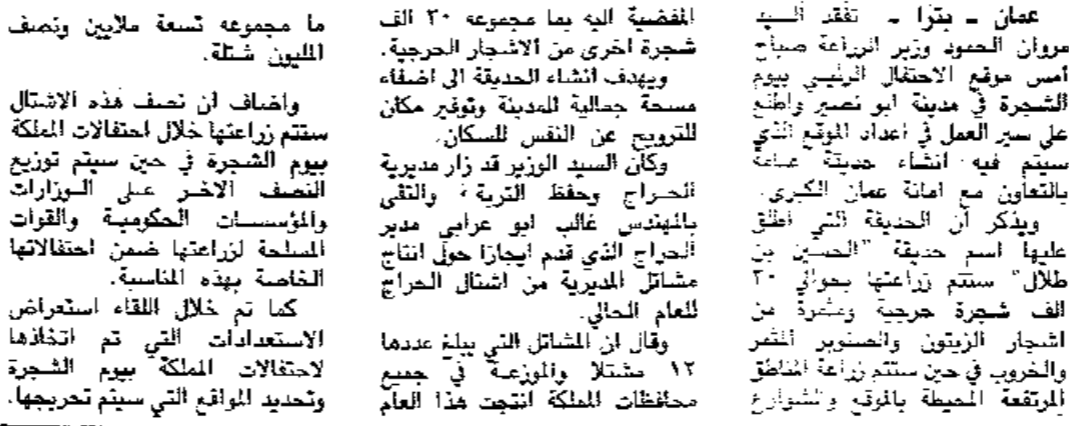 عمان - بترا - تفقد السيد
مروان الحمود وزير الزراعة صباح
أمس موقع الاحتفال الرئيسي بيوم
الشجرة في مدينة ابو نصير واطلع
على سير العمل في اعداد الموقع الذي
سيتم فيه انشاء حديقة عامة
بالتعاون مع امانة عمان الكبرى.
ويذكر أن الحديقة التي اطلق
عليها اسم حديقة "الحسين بن
طلال" ستتم زراعتها بحوالي ٣٠
الف شجرة حرجية ومثمرة من
اشجار الزيتون والصنوبر المثمر
والخروب في حين ستتم زراعة المناطق
المرتفعة المحيطة بالموقع والشوارع
المفضية اليه بما مجموعه ٢٠ الف
شجرة اخرى من الاشجار الحرجية.
ويهدف انشاء الحديقة الى اضفاء
مسحة جمالية للمدينة وتوفير مكان
للترويح عن النفس للسكان.
وكان السيد الوزير قد زار مديرية
الحراج وحفظ التربة، والتقى
بالمهندس غالب ابو عرابي مدير
الحراج الذي قدم ايجازا حول انتاج
مشاتل المديرية من اشتال الحراج
للعام الحالي.
وقال ان المشاتل التي يبلغ عددها
١٢ مشتلا والموزعة في جميع
محافظات المملكة انتجت هذا العام
ما مجموعه تسعة ملايين ونصف
المليون شتلة.
واضاف ان نصف هذه الاشتال
ستتم زراعتها خلال احتفالات المملكة
بيوم الشجرة في حين سيتم توزيع
النصف الاخر على الوزارات
والمؤسسات الحكومية والقوات
المسلحة لزراعتها ضمن احتفالاتها
الخاصة بهذه المناسبة.
كما تم خلال اللقاء استعراض
الاستعدادات التي تم اتخاذها
لاحتفالات المملكة بيوم الشجرة
وتحديد المواقع التي سيتم تحريجها.